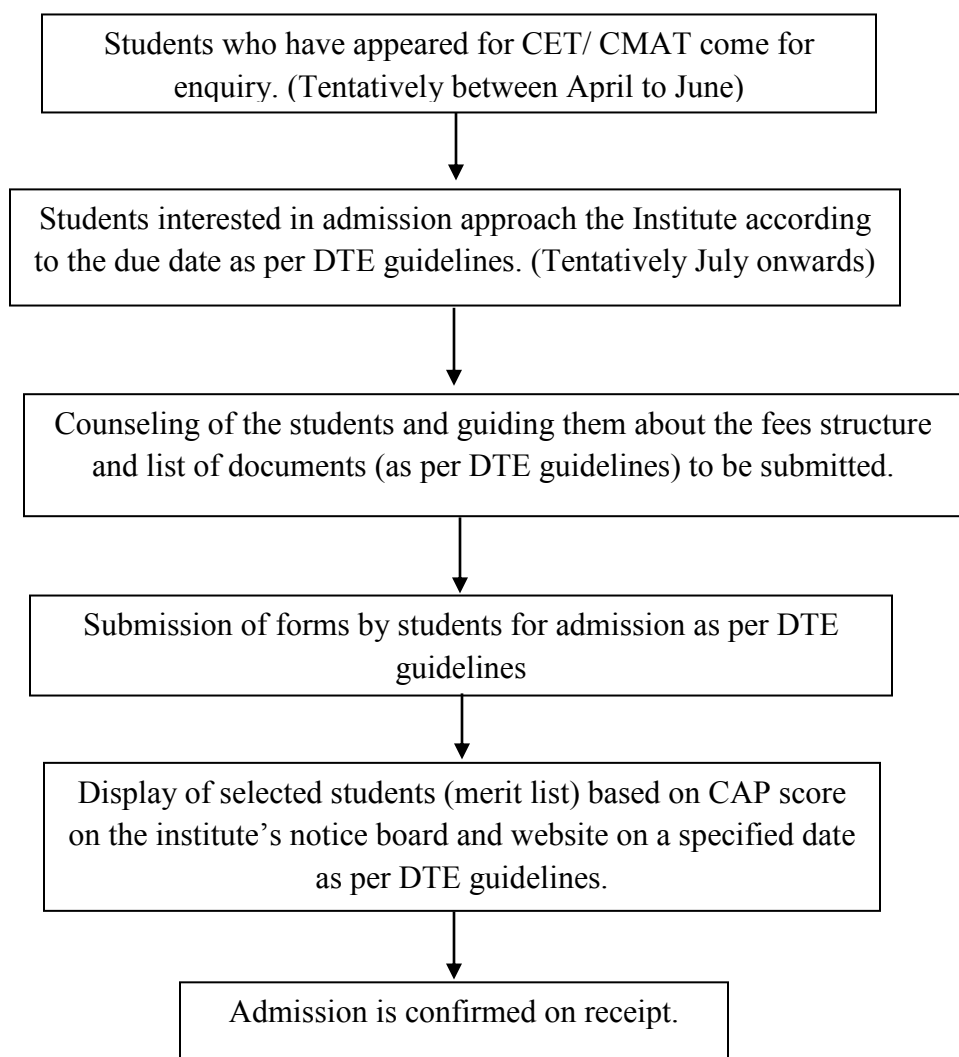 Students who have appeared for CET/ CMAT come for
enquiry. (Tentatively between April to June)
Students interested in admission approach the Institute according
to the due date as per DTE guidelines. (Tentatively July onwards)
Counseling of the students and guiding them about the fees structure
and list of documents (as per DTE guidelines) to be submitted.
Submission of forms by students for admission as per DTE
guidelines
Display of selected students (merit list) based on CAP score
on the institute’s notice board and website on a specified date
as per DTE guidelines.
Admission is confirmed on receipt.